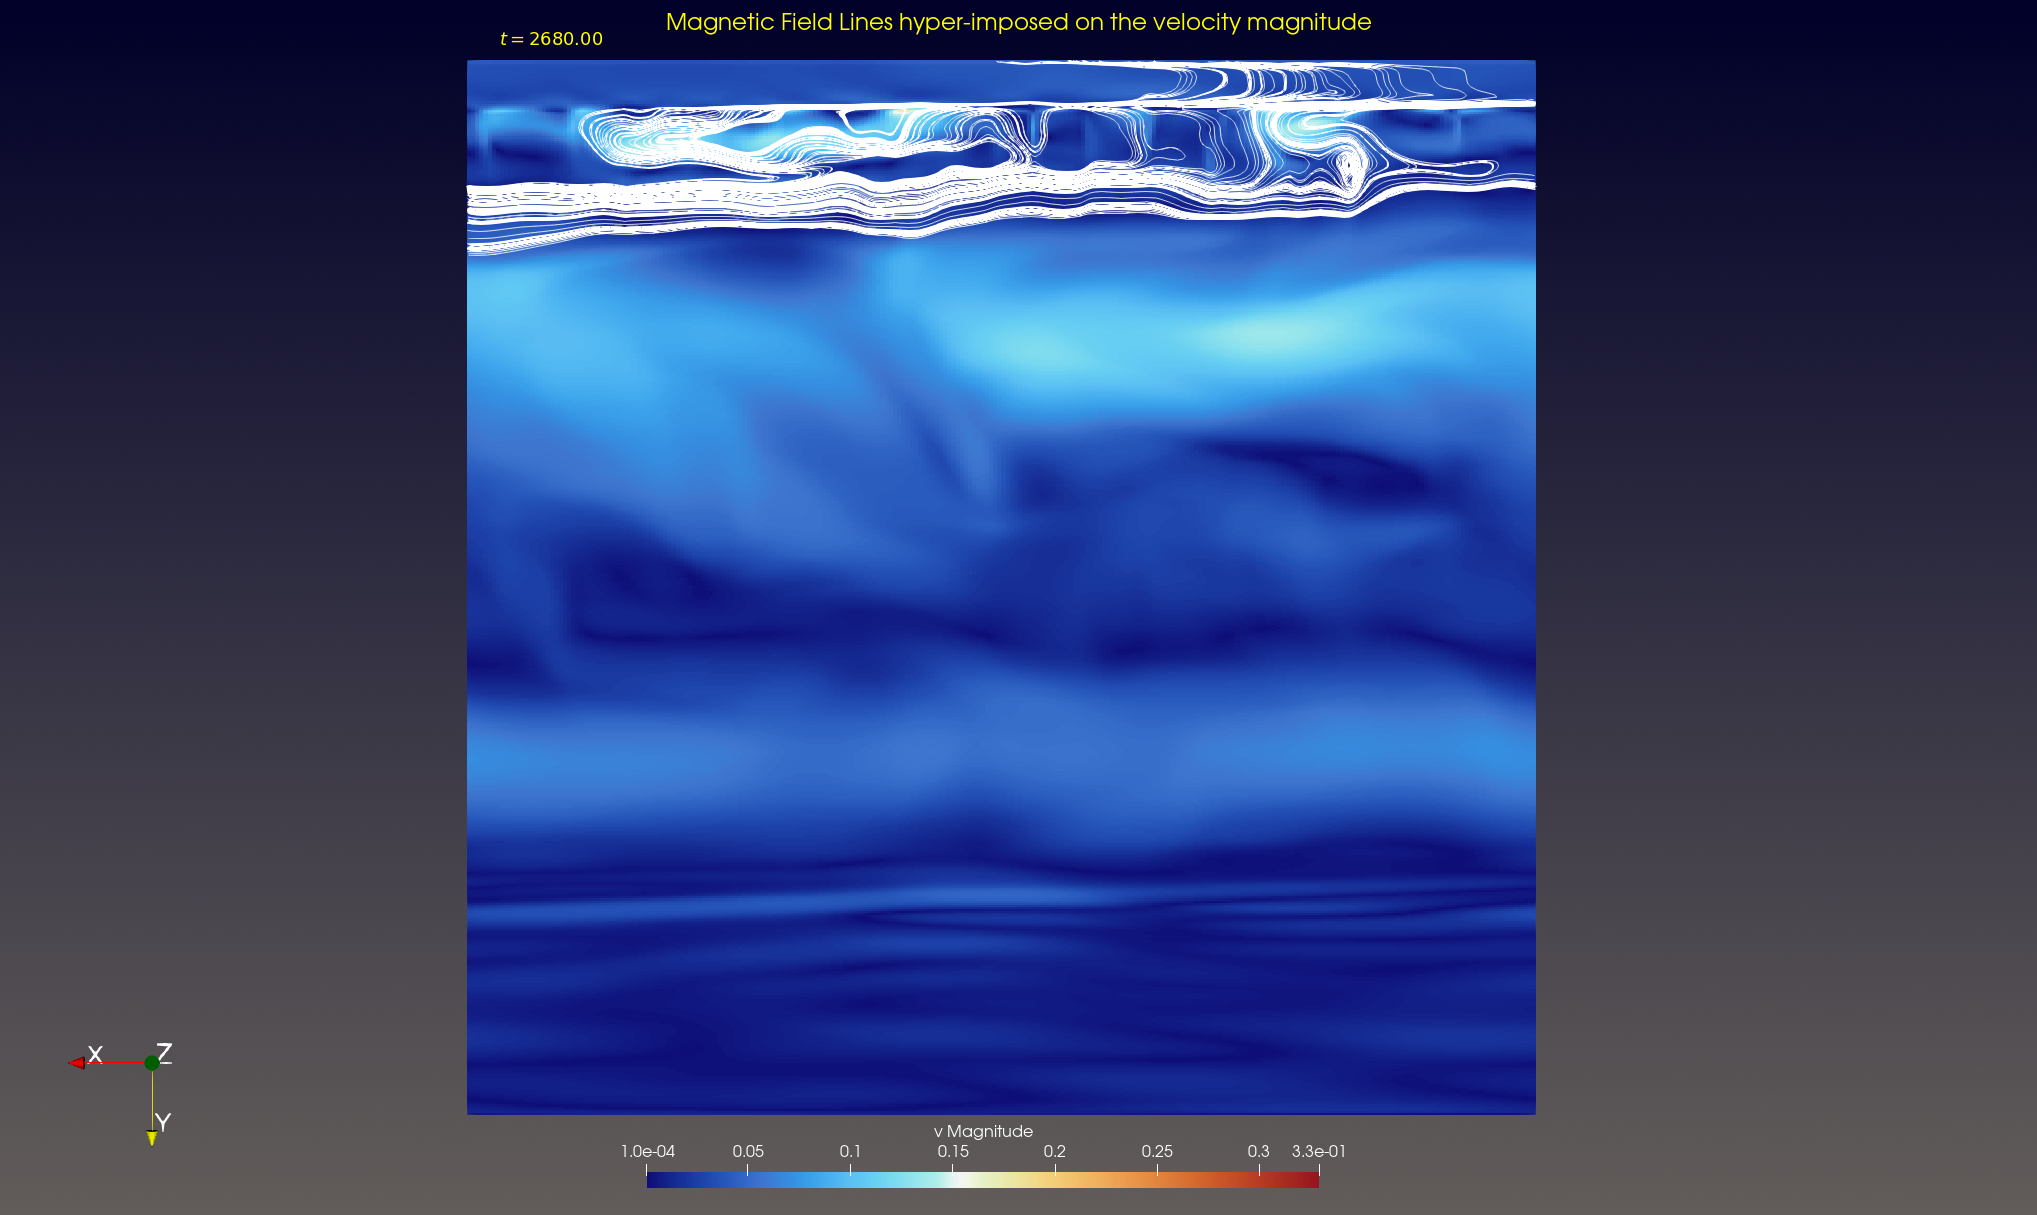 Magnetic Field Lines hyper-imposed on the velocity magnitude
t = 2680.00
X Z
Y
v Magnitude
1.0e-04 0.05 0.1 0.15 0.2 0.25 0.3 3.3e-01